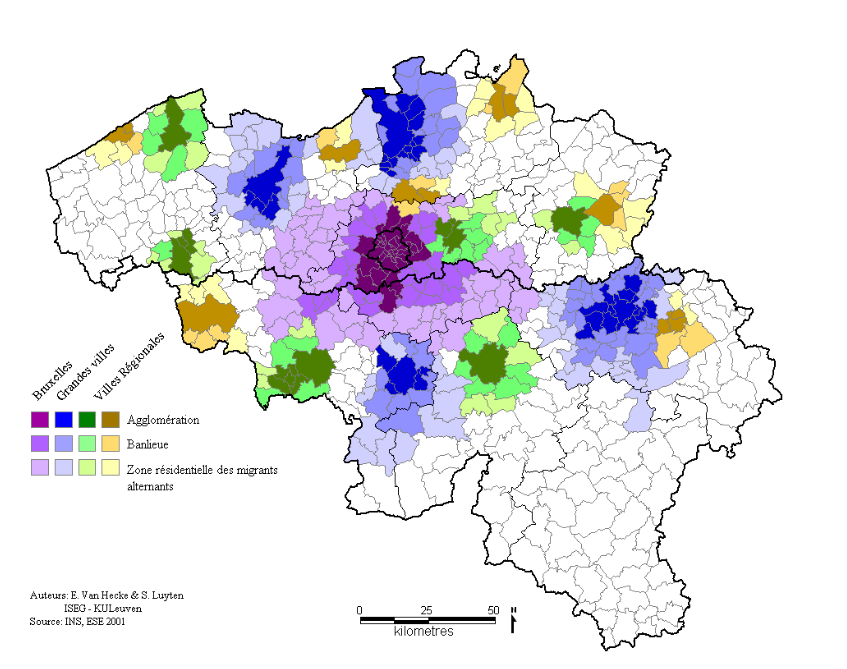 Bruxelles
Grandes villes
Villes Régionales
Agglomération
Banlieue
Zone résidentielle des migrants
alternants
Auteurs: E. Van Hecke & S. Luyten
ISEG - KULeuven
Source: INS, ESE 2001
0 25 50
kilometres
N